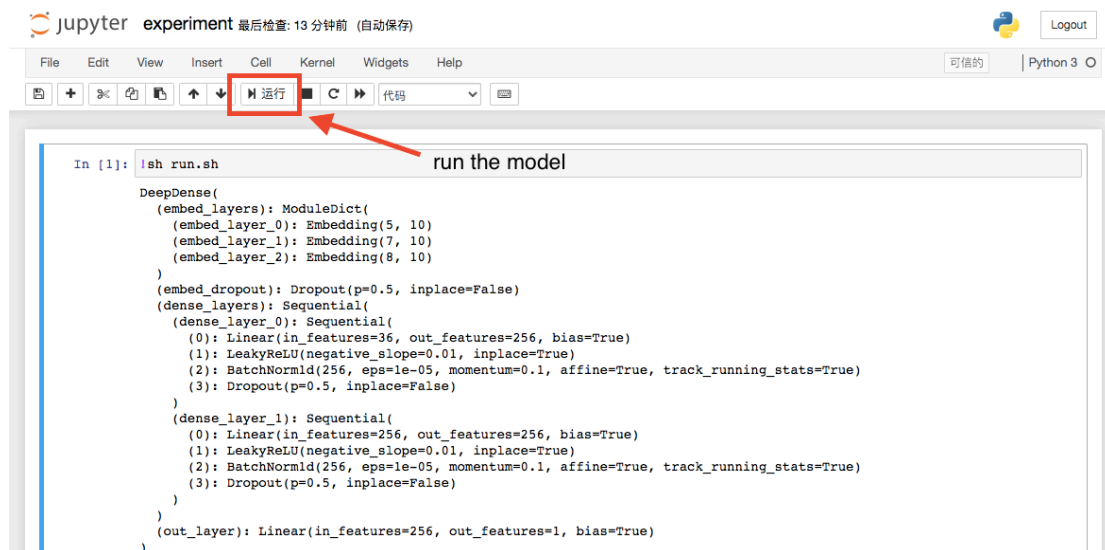 jupyter experiment 最后检查: 13 分钟前 (自动保存) Logout
File Edit View Insert Cell Kernel Widgets Help 可信的 Python 3
运行 代码
run the model
In [1]: !sh run.sh
DeepDense(
  (embed_layers): ModuleDict(
    (embed_layer_0): Embedding(5, 10)
    (embed_layer_1): Embedding(7, 10)
    (embed_layer_2): Embedding(8, 10)
  )
  (embed_dropout): Dropout(p=0.5, inplace=False)
  (dense_layers): Sequential(
    (dense_layer_0): Sequential(
      (0): Linear(in_features=36, out_features=256, bias=True)
      (1): LeakyReLU(negative_slope=0.01, inplace=True)
      (2): BatchNorm1d(256, eps=1e-05, momentum=0.1, affine=True, track_running_stats=True)
      (3): Dropout(p=0.5, inplace=False)
    )
    (dense_layer_1): Sequential(
      (0): Linear(in_features=256, out_features=256, bias=True)
      (1): LeakyReLU(negative_slope=0.01, inplace=True)
      (2): BatchNorm1d(256, eps=1e-05, momentum=0.1, affine=True, track_running_stats=True)
      (3): Dropout(p=0.5, inplace=False)
    )
  )
  (out_layer): Linear(in_features=256, out_features=1, bias=True)
)